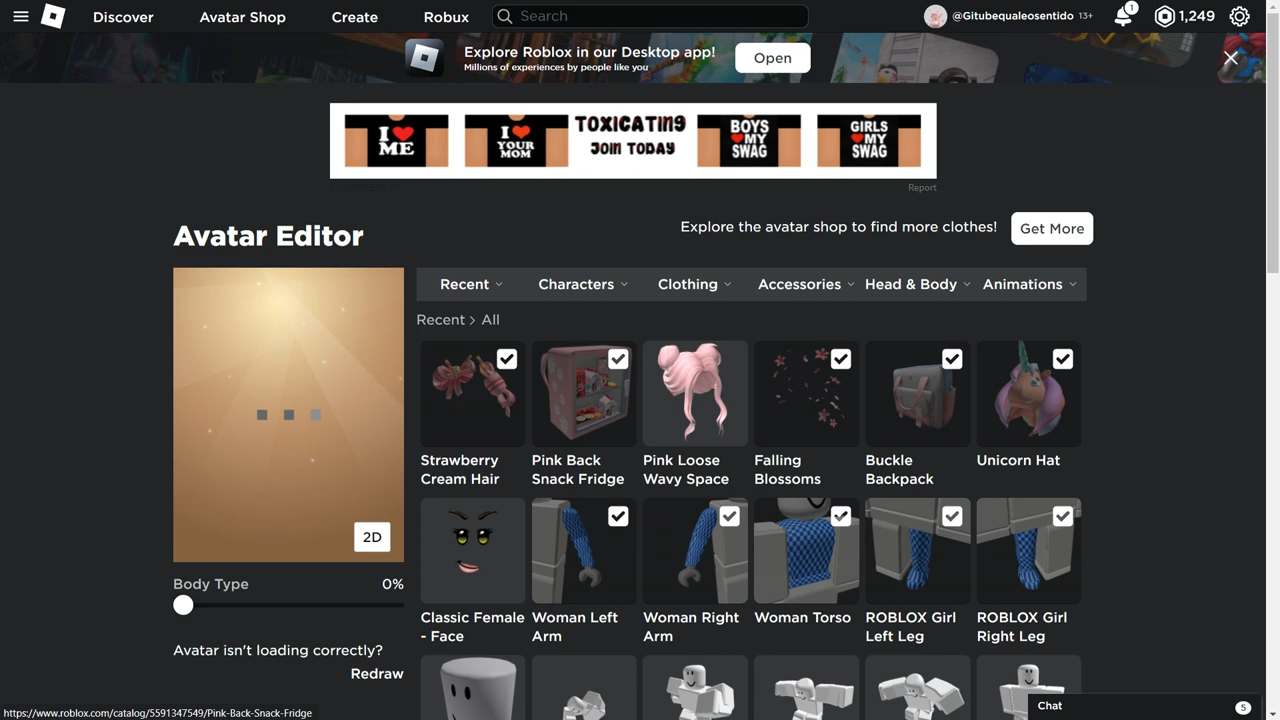 Discover Avatar Shop Create Robux Search @Gitubequaleosentido 13+ 1 1,249
Explore Roblox in our Desktop app!
Millions of experiences by people like you
Open
I ❤ ME
I ❤ YOUR MOM
TOXICATING
JOIN TODAY
BOYS ❤ MY SWAG
GIRLS ❤ MY SWAG
Report
Avatar Editor
Explore the avatar shop to find more clothes!
Get More
Recent Characters Clothing Accessories Head & Body Animations
Recent > All
2D
Body Type 0%
Avatar isn't loading correctly?
Redraw
Strawberry
Cream Hair
Pink Back
Snack Fridge
Pink Loose
Wavy Space
Falling
Blossoms
Buckle
Backpack
Unicorn Hat
Classic Female
- Face
Woman Left
Arm
Woman Right
Arm
Woman Torso
ROBLOX Girl
Left Leg
ROBLOX Girl
Right Leg
https://www.roblox.com/catalog/5591347549/Pink-Back-Snack-Fridge
Chat 5